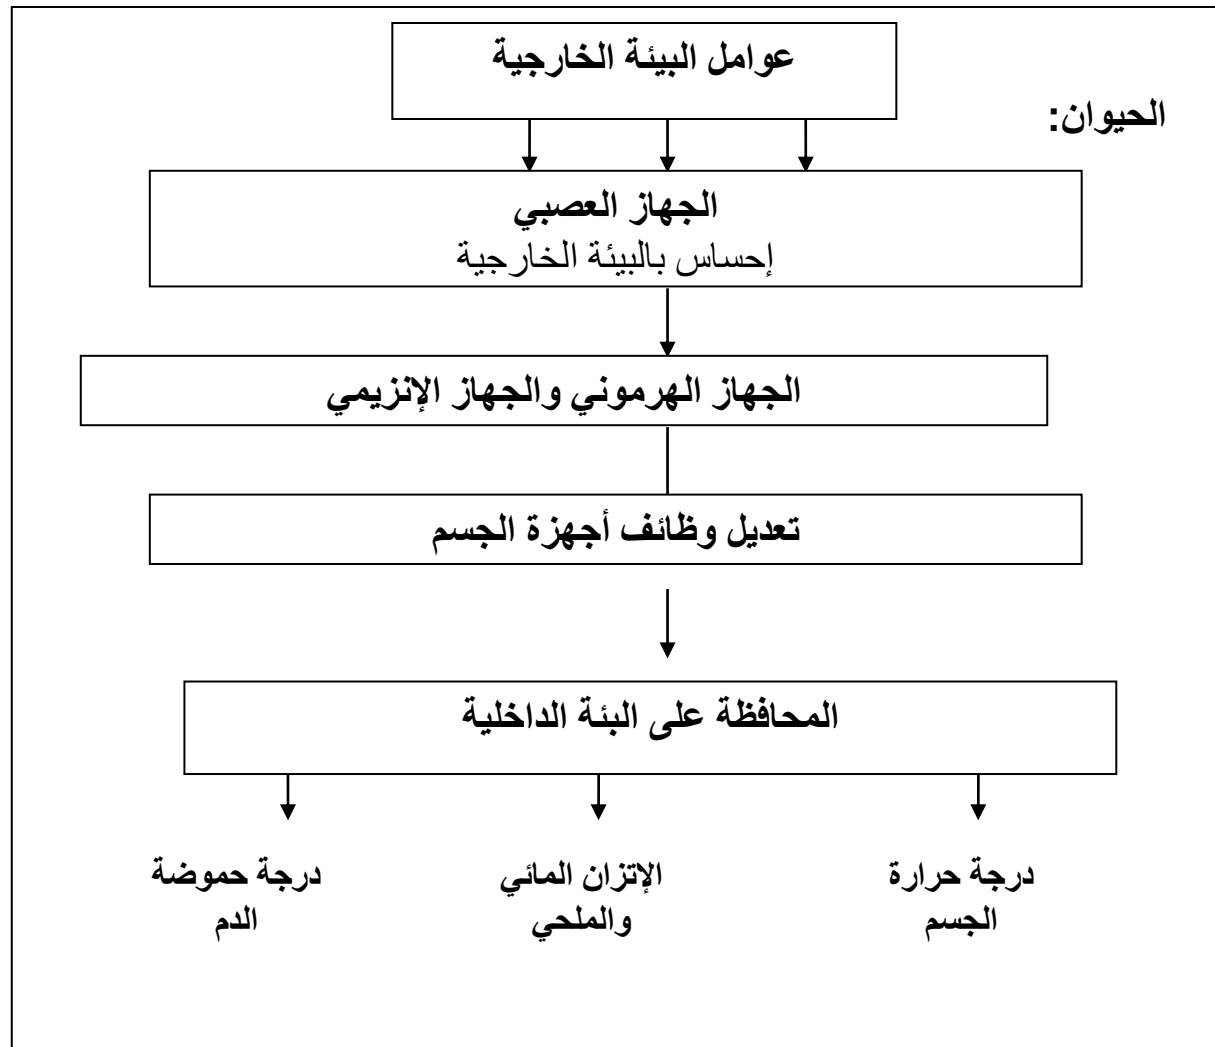 عوامل البيئة الخارجية
الحيوان:
الجهاز العصبي
إحساس بالبيئة الخارجية
الجهاز الهرموني والجهاز الإنزيمي
تعديل وظائف أجهزة الجسم
المحافظة على البئة الداخلية
درجة حرارة
الجسم
الإتزان المائي
والملحي
درجة حموضة
الدم